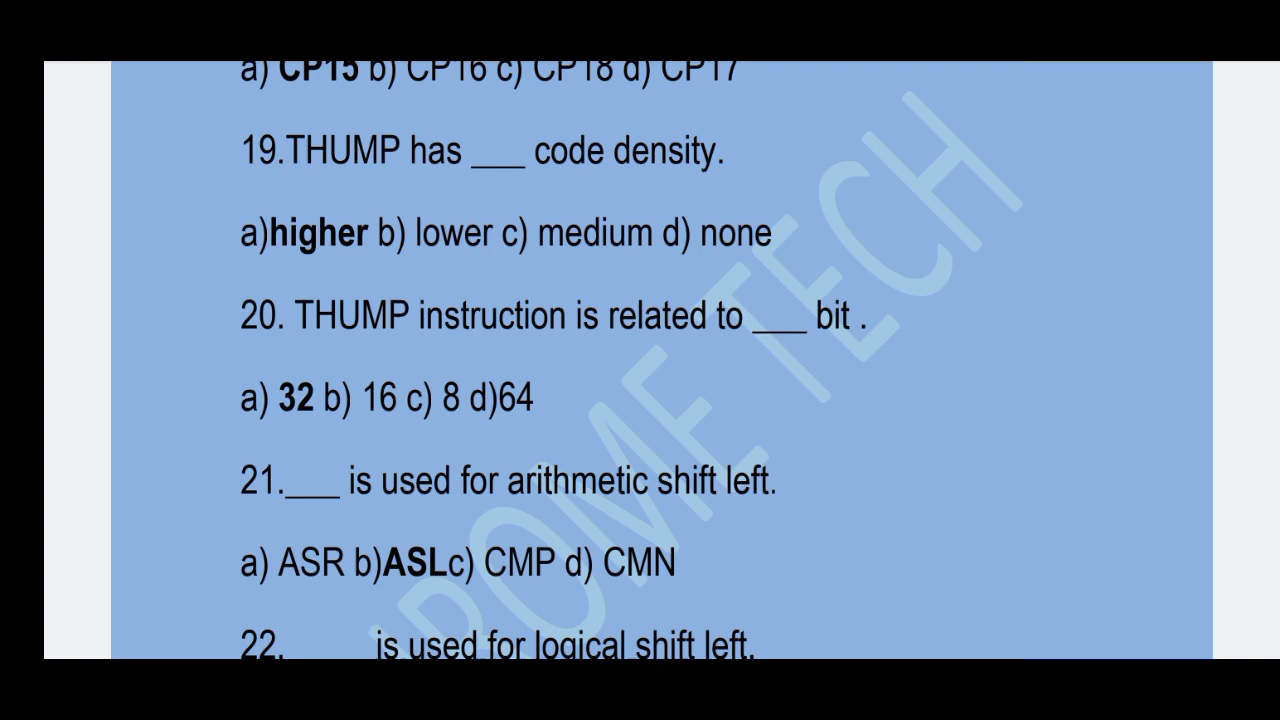 a) CP15 b) CP16 c) CP18 d) CP17
19.THUMP has ___ code density.
a)higher b) lower c) medium d) none
20. THUMP instruction is related to ___ bit .
a) 32 b) 16 c) 8 d)64
21.___ is used for arithmetic shift left.
a) ASR b)ASLc) CMP d) CMN
22. is used for logical shift left.
ROME TECH